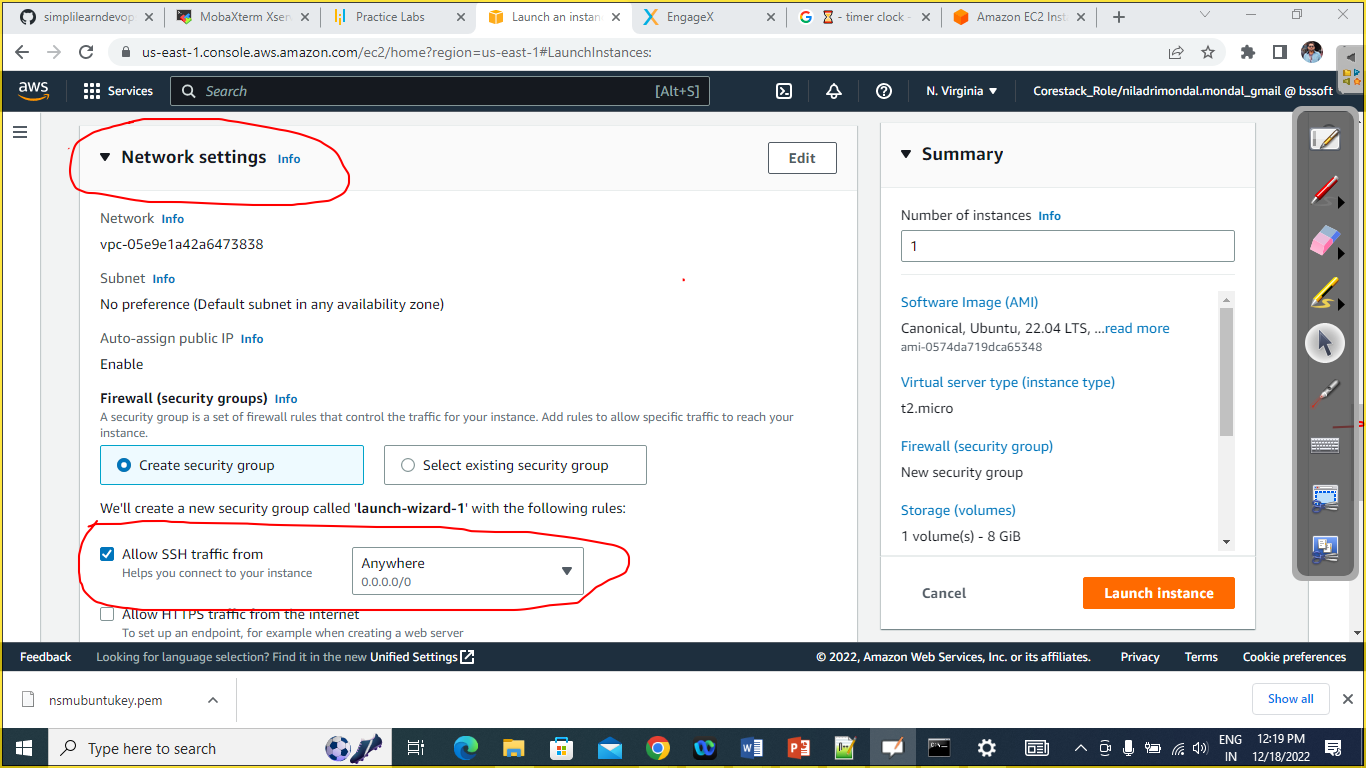 simplilearndevop
MobaXterm Xserv
Practice Labs
Launch an instan
EngageX
- timer clock -
Amazon EC2 Inst
us-east-1.console.aws.amazon.com/ec2/home?region=us-east-1#LaunchInstances:
aws
Services
Search
[Alt+S]
N. Virginia
Corestack_Role/niladrimondal.mondal_gmail @ bssoft
Network settings Info
Edit
Network Info
vpc-05e9e1a42a6473838
Subnet Info
No preference (Default subnet in any availability zone)
Auto-assign public IP Info
Enable
Firewall (security groups) Info
A security group is a set of firewall rules that control the traffic for your instance. Add rules to allow specific traffic to reach your
instance.
Create security group
Select existing security group
We'll create a new security group called 'launch-wizard-1' with the following rules:
Allow SSH traffic from
Helps you connect to your instance
Anywhere
0.0.0.0/0
Allow HTTPS traffic from the internet
To set up an endpoint, for example when creating a web server
Summary
Number of instances Info
1
Software Image (AMI)
Canonical, Ubuntu, 22.04 LTS, ...read more
ami-0574da719dca65348
Virtual server type (instance type)
t2.micro
Firewall (security group)
New security group
Storage (volumes)
1 volume(s) - 8 GiB
Cancel
Launch instance
Feedback
Looking for language selection? Find it in the new Unified Settings
© 2022, Amazon Web Services, Inc. or its affiliates.
Privacy
Terms
Cookie preferences
nsmubuntukey.pem
Show all
Type here to search
ENG
IN
12:19 PM
12/18/2022